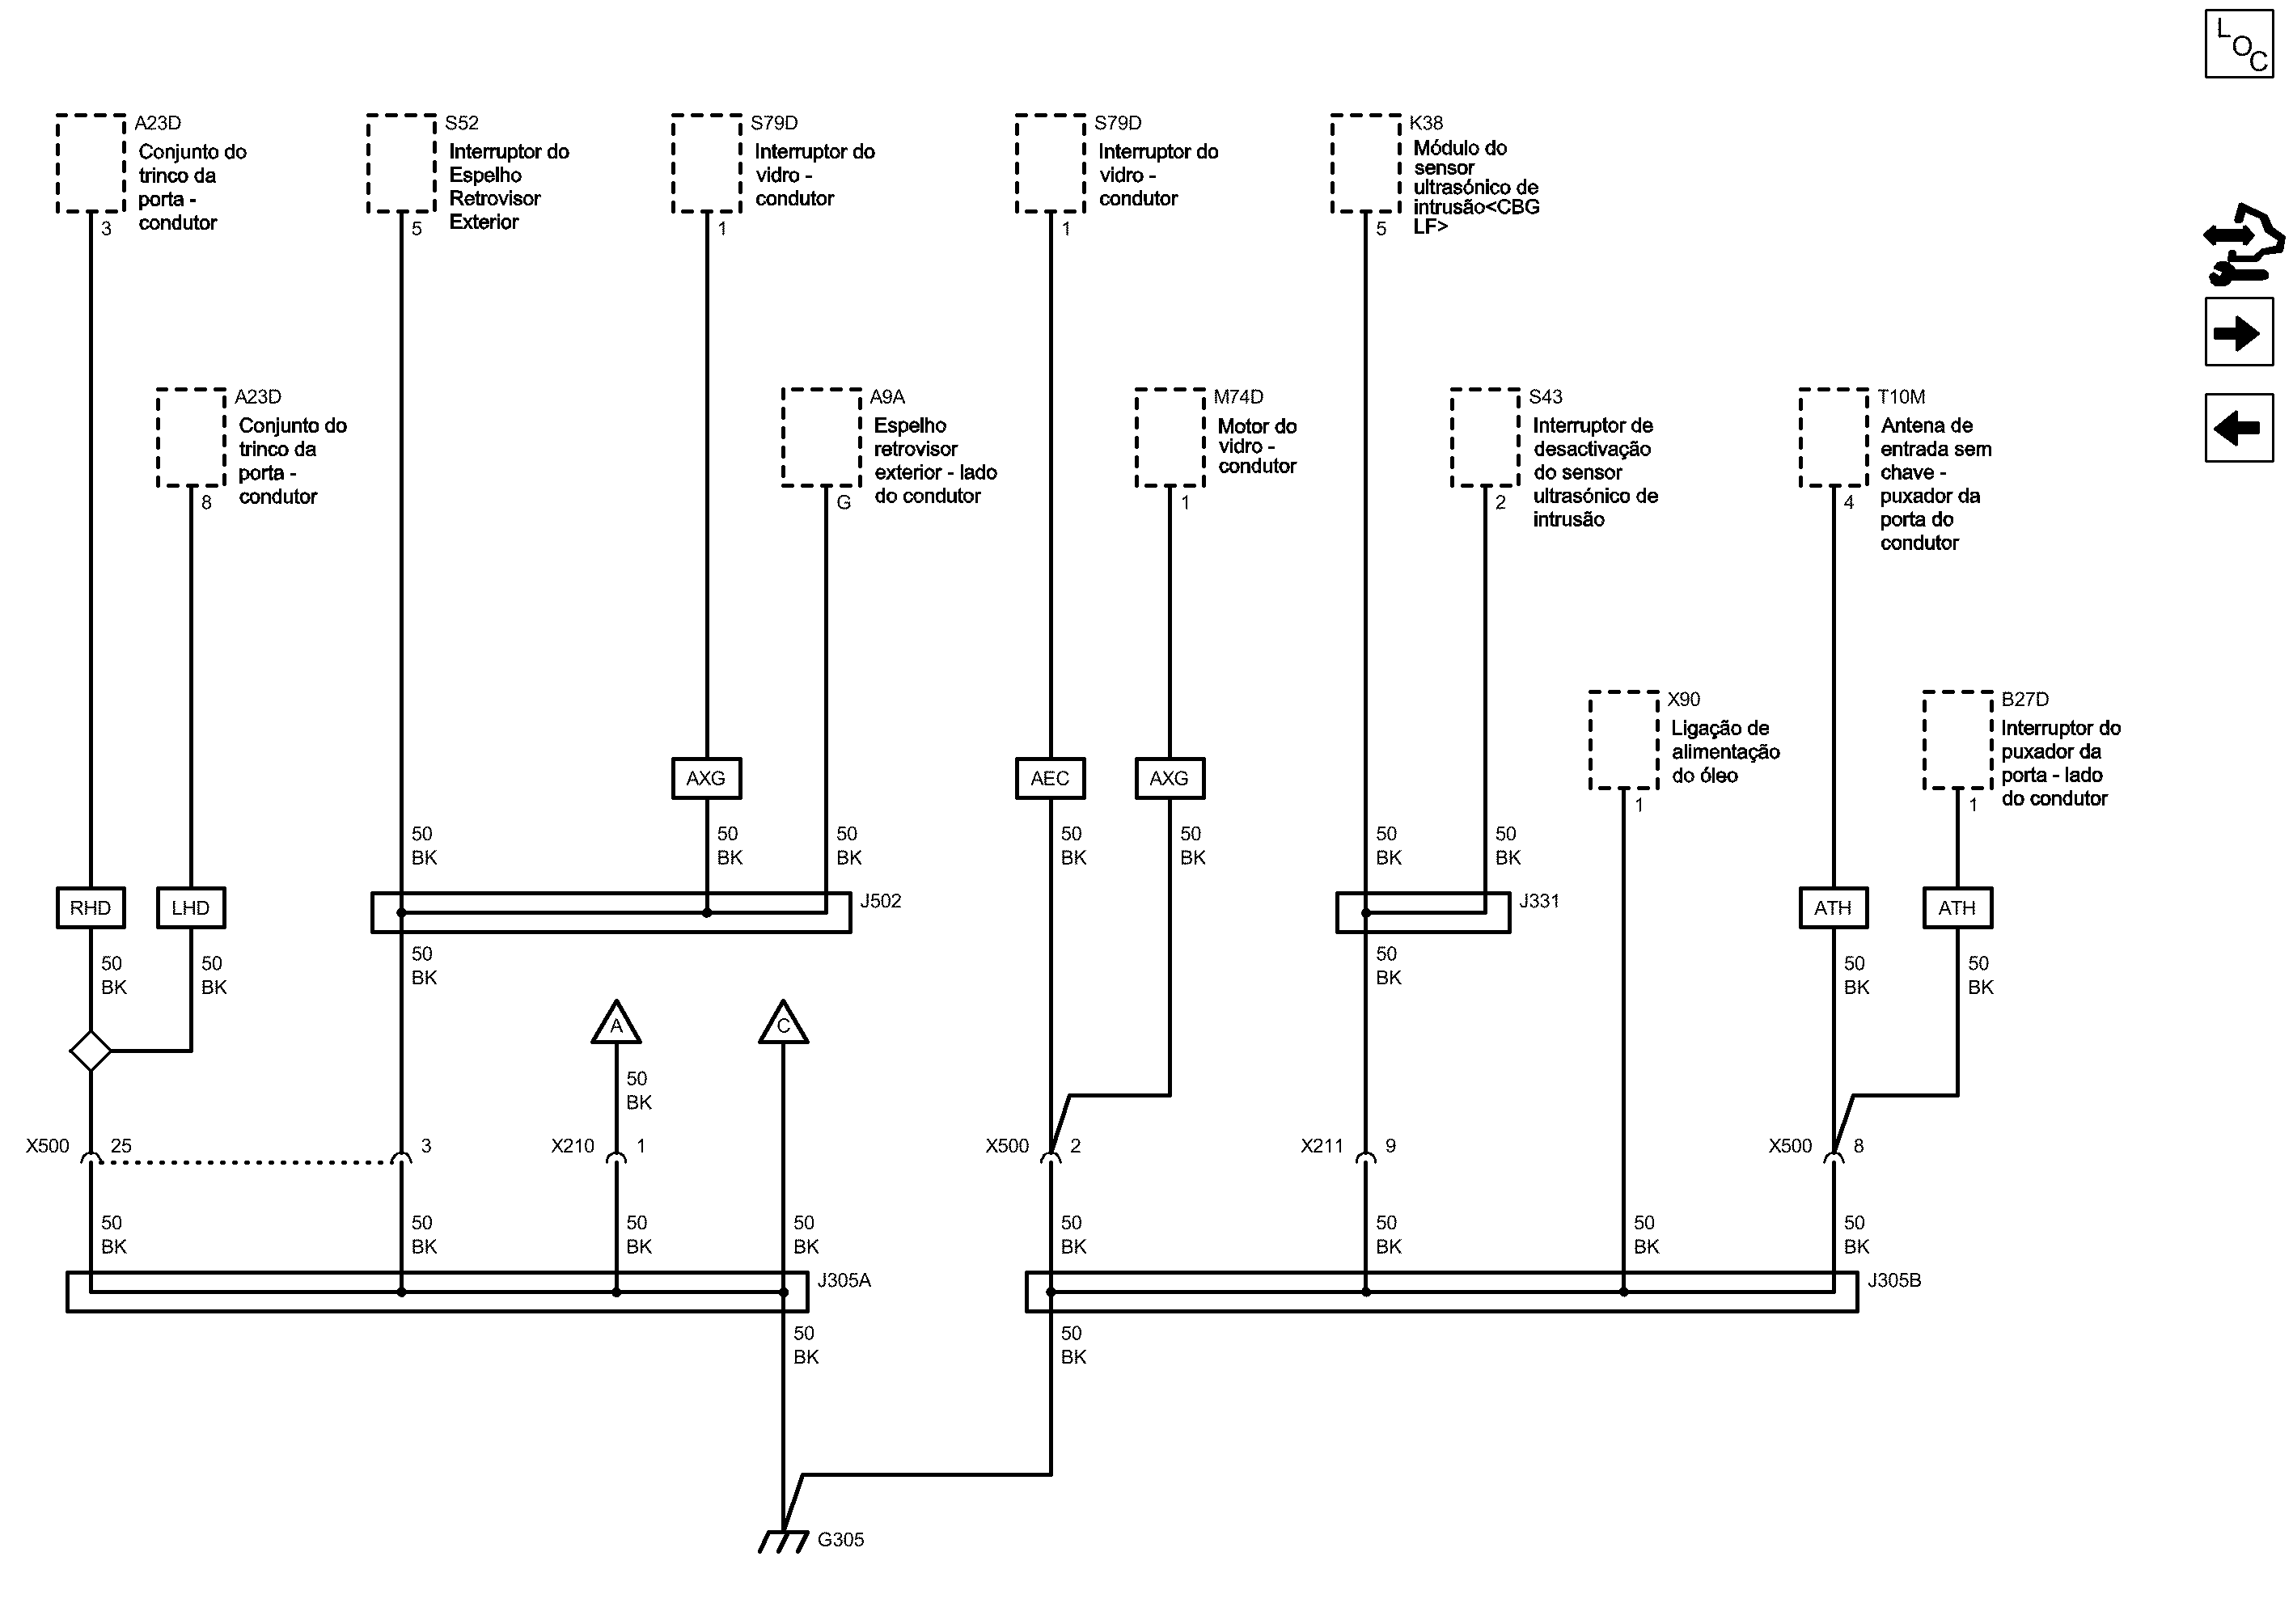 LOC
A23D
Conjunto do
trinco da
porta -
condutor
3
S52
Interruptor do
Espelho
Retrovisor
Exterior
5
S79D
Interruptor do
vidro -
condutor
1
S79D
Interruptor do
vidro -
condutor
1
K38
Módulo do
sensor
ultrasónico de
intrusão<CBG
LF>
5
A23D
Conjunto do
trinco da
porta -
condutor
8
A9A
Espelho
retrovisor
exterior - lado
do condutor
G
M74D
Motor do
vidro -
condutor
1
S43
Interruptor de
desactivação
do sensor
ultrasónico de
intrusão
2
T10M
Antena de
entrada sem
chave -
puxador da
porta do
condutor
4
X90
Ligação de
alimentação
do óleo
1
B27D
Interruptor do
puxador da
porta - lado
do condutor
1
AXG
AEC
AXG
50
BK
50
BK
50
BK
50
BK
50
BK
50
BK
50
BK
RHD
LHD
J502
J331
ATH
ATH
50
BK
50
BK
50
BK
50
BK
50
BK
50
BK
A
C
50
BK
X500
25
3
X210
1
X500
2
X211
9
X500
8
50
BK
50
BK
50
BK
50
BK
50
BK
50
BK
50
BK
50
BK
J305A
J305B
50
BK
50
BK
G305